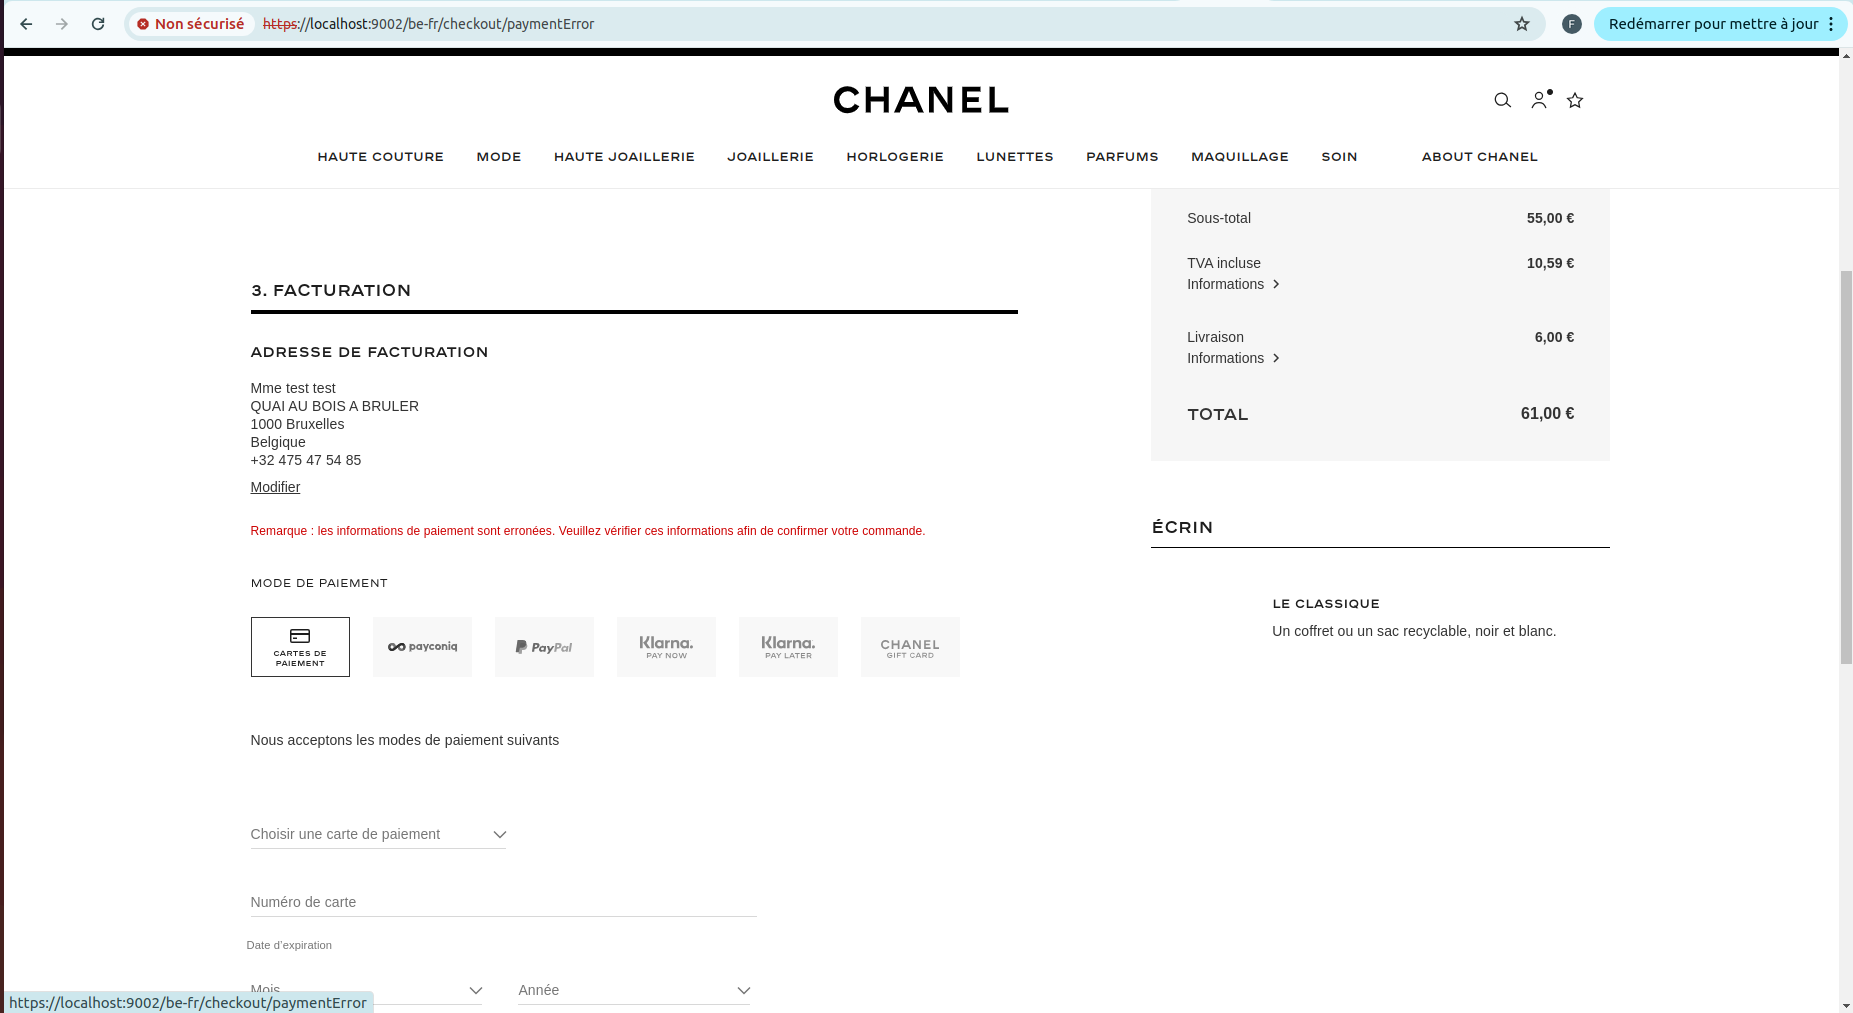 Non sécurisé
https://localhost:9002/be-fr/checkout/paymentError
F
Redémarrer pour mettre à jour
CHANEL
HAUTE COUTURE MODE HAUTE JOAILLERIE JOAILLERIE HORLOGERIE LUNETTES PARFUMS MAQUILLAGE SOIN ABOUT CHANEL
3. FACTURATION
ADRESSE DE FACTURATION
Mme test test
QUAI AU BOIS A BRULER
1000 Bruxelles
Belgique
+32 475 47 54 85
Modifier
Remarque : les informations de paiement sont erronées. Veuillez vérifier ces informations afin de confirmer votre commande.
MODE DE PAIEMENT
CARTES DE
PAIEMENT
payconiq
PayPal
Klarna.
PAY NOW
Klarna.
PAY LATER
CHANEL
GIFT CARD
Nous acceptons les modes de paiement suivants
Choisir une carte de paiement
Numéro de carte
Date d'expiration
Mois
Année
Sous-total 55,00 €
TVA incluse 10,59 €
Informations
Livraison 6,00 €
Informations
TOTAL 61,00 €
ÉCRIN
LE CLASSIQUE
Un coffret ou un sac recyclable, noir et blanc.
https://localhost:9002/be-fr/checkout/paymentError